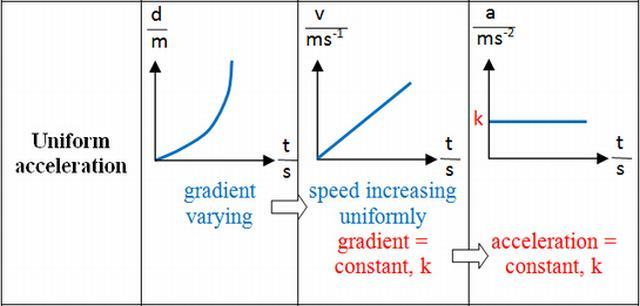 Uniform
acceleration
d
m
t
s
gradient
varying
v
ms-1
t
s
speed increasing
uniformly
gradient =
constant, k
a
ms-2
k
t
s
acceleration =
constant, k